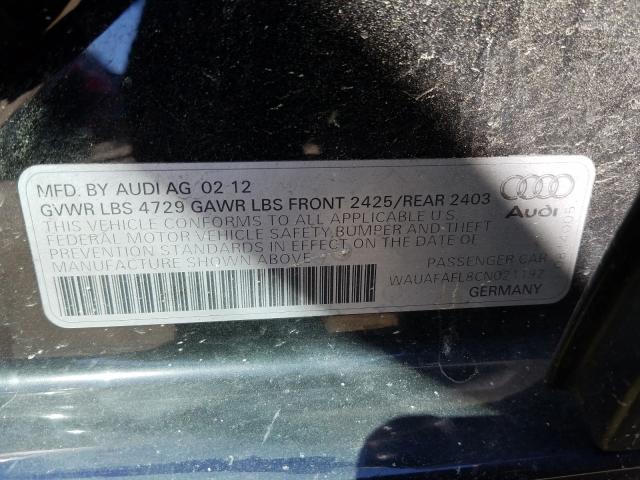 MFD. BY AUDI AG 02 12
GVWR LBS 4729 GAWR LBS FRONT 2425/REAR 2403
THIS VEHICLE CONFORMS TO ALL APPLICABLE U.S.
FEDERAL MOTOR VEHICLE SAFETY BUMPER AND THEFT
PREVENTION STANDARDS IN EFFECT ON THE DATE OF
MANUFACTURE SHOWN ABOVE
PASSENGER CAR
WAUAFAFL8CN021192
GERMANY
Audi